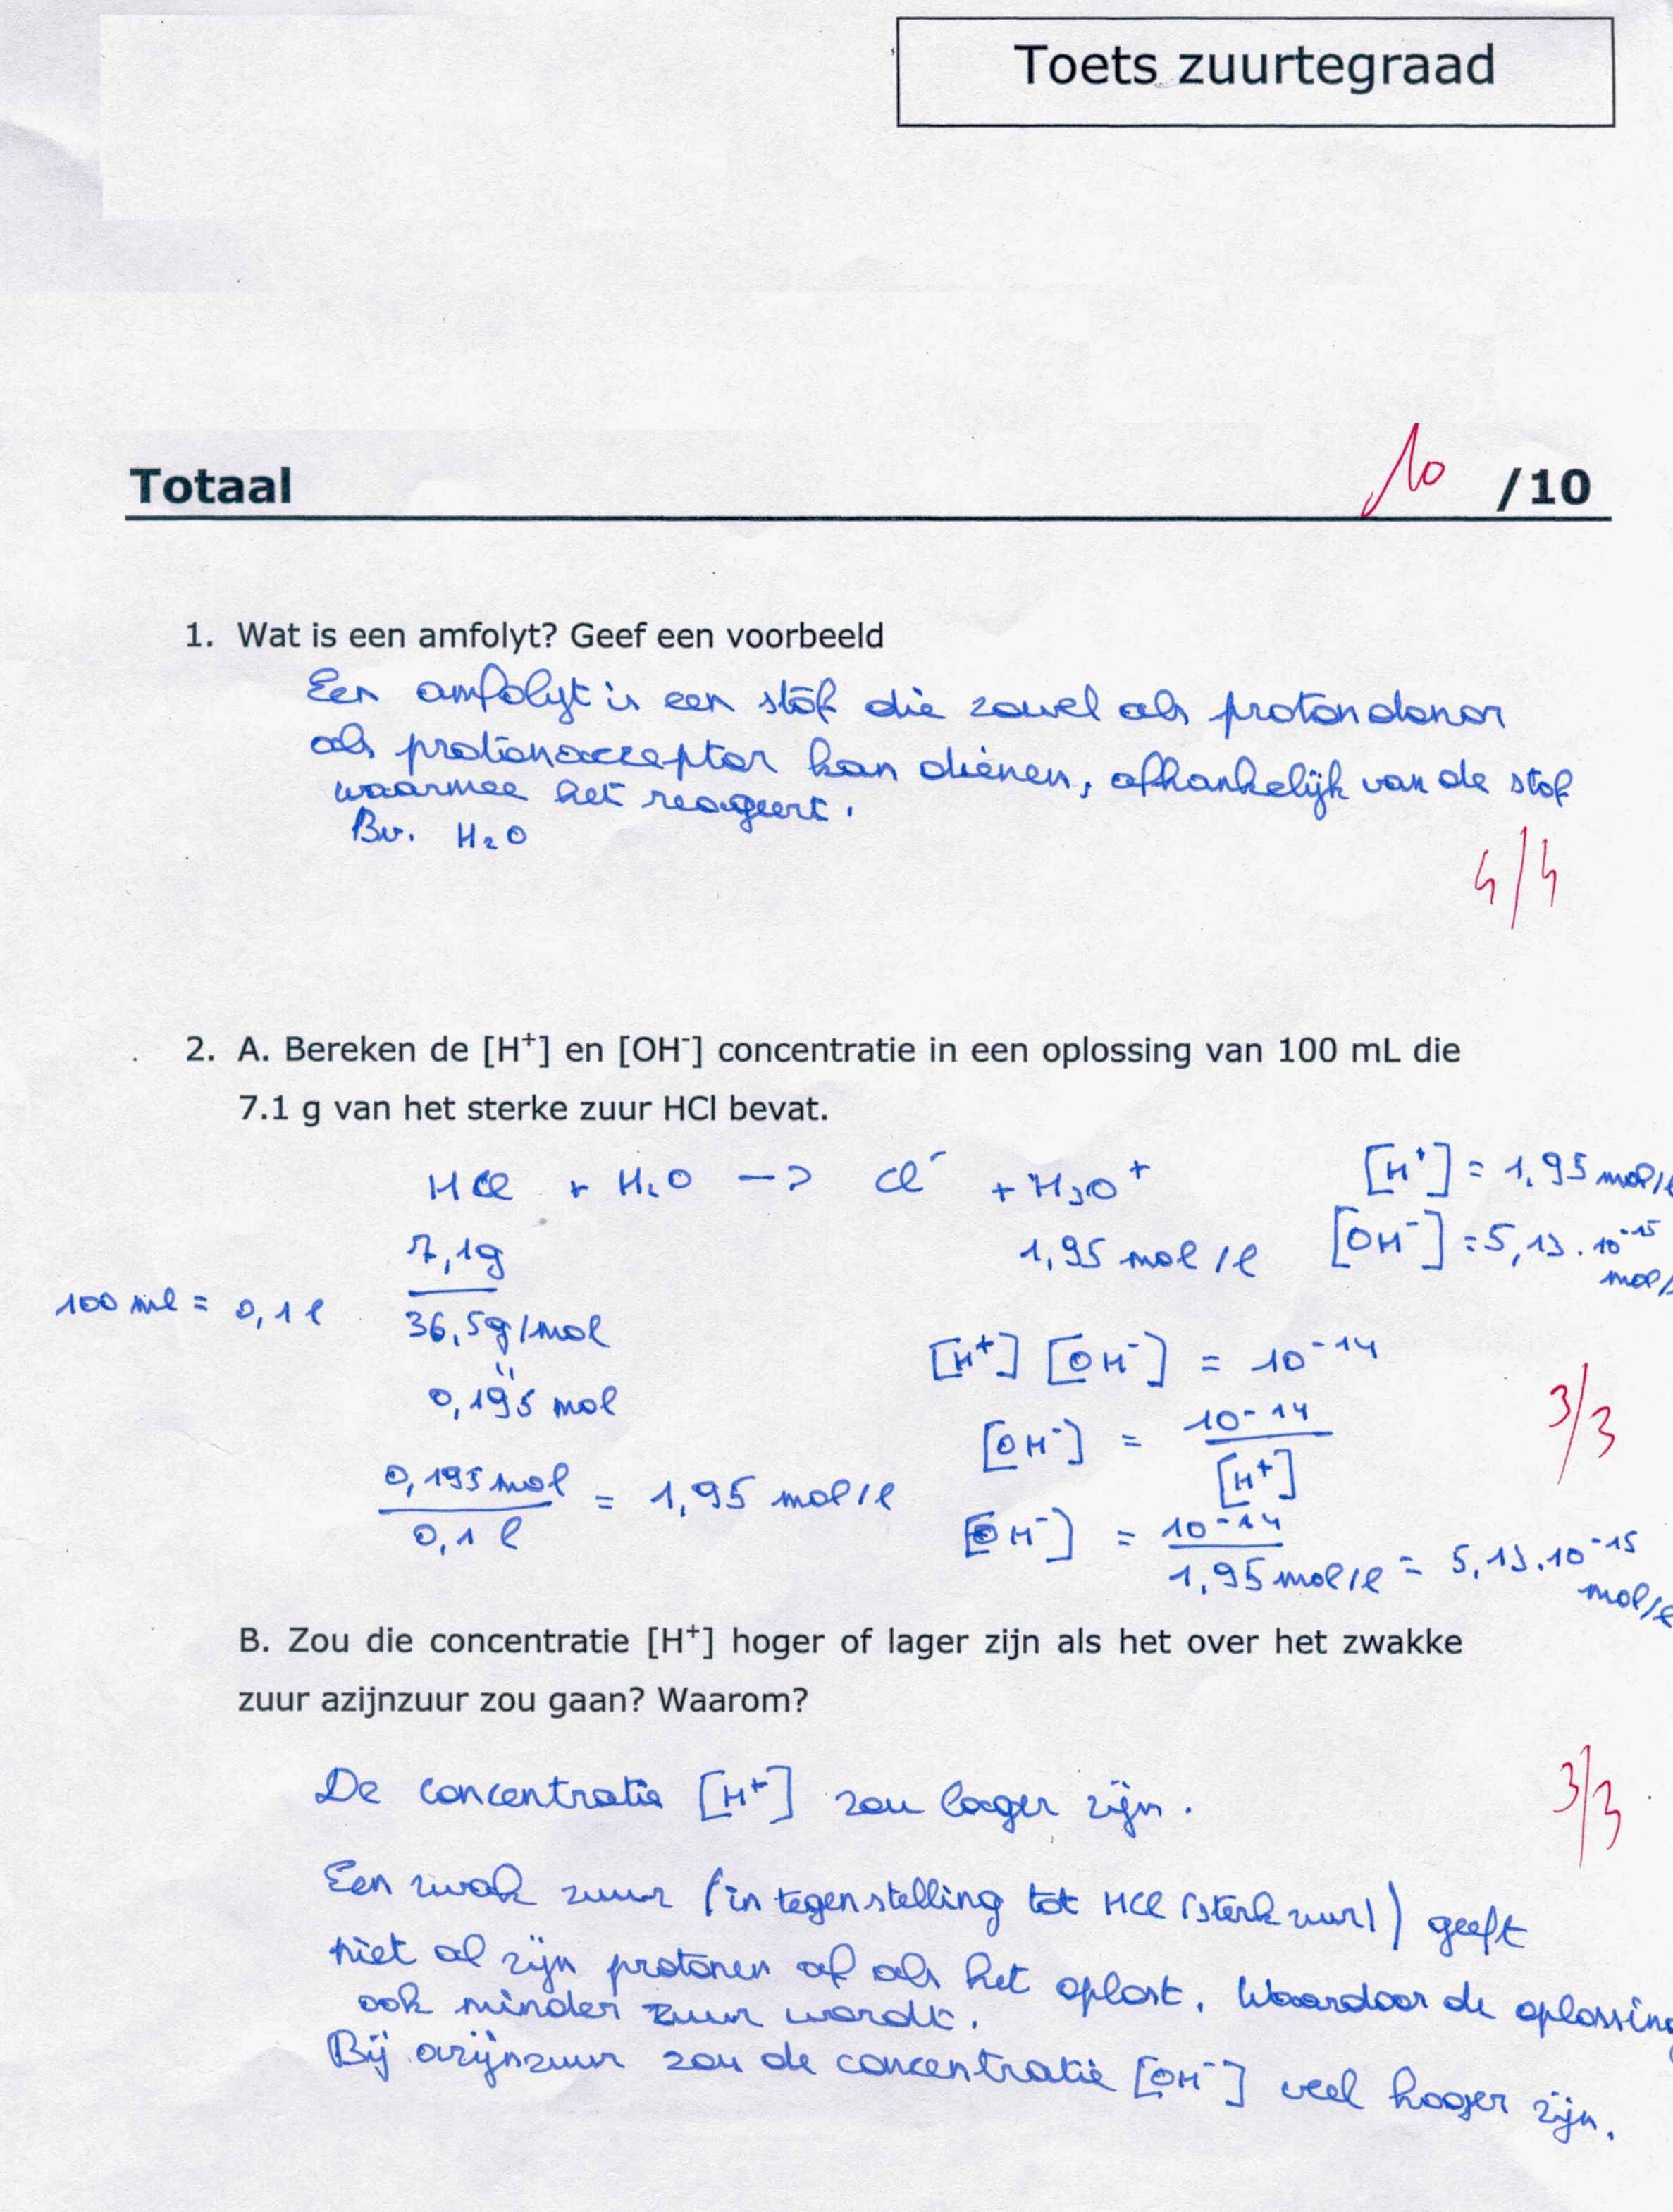 Toets zuurtegraad
Totaal 10 /10
1. Wat is een amfolyt? Geef een voorbeeld
Een amfolyt is een stof die zowel als protondonor
als protonacceptor kan dienen, afhankelijk van de stof
waarmee het reageert.
Bv. H₂O
4/4
2. A. Bereken de [H⁺] en [OH⁻] concentratie in een oplossing van 100 mL die
7.1 g van het sterke zuur HCl bevat.
HCl + H₂O -> Cl⁻ + H₃O⁺
[H⁺] = 1,95 mol/l
1,95 mol/l
[OH⁻] = 5,13 . 10⁻¹⁵
mol/
7,1g
100 ml = 0,1 l
36,5g/mol
"
0,195 mol
[H⁺] [OH⁻] = 10⁻¹⁴
[OH⁻] = 10⁻¹⁴
[H⁺]
3/3
0,195 mol
0,1 l
= 1,95 mol/l
[OH⁻] = 10⁻¹⁴
1,95 mol/l = 5,13.10⁻¹⁵
mol/l
B. Zou die concentratie [H⁺] hoger of lager zijn als het over het zwakke
zuur azijnzuur zou gaan? Waarom?
De concentratie [H⁺] zou lager zijn.
3/3
Een zwak zuur (in tegenstelling tot HCl (sterk zuur)) geeft
niet al zijn protonen af als het oplost. Waardoor de oplossing
ook minder zuur wordt.
Bij azijnzuur zou de concentratie [OH⁻] veel hoger zijn.